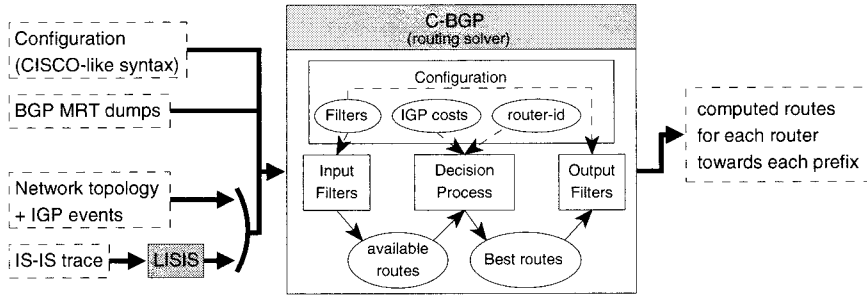 C-BGP
(routing solver)
Configuration
(CISCO-like syntax)
BGP MRT dumps
Network topology
+ IGP events
IS-IS trace
LISIS
Configuration
Filters
IGP costs
router-id
Input
Filters
Decision
Process
Output
Filters
available
routes
Best routes
computed routes
for each router
towards each prefix